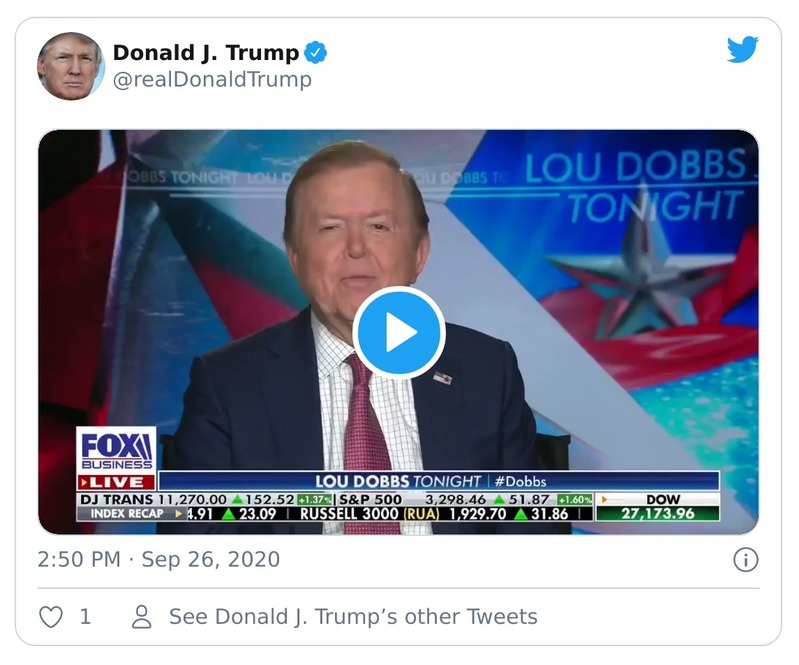 Donald J. Trump
@realDonaldTrump
OBBS TONIGHT LOU D
OU DOBBS TO
LOU DOBBS
TONIGHT
FOX
BUSINESS
LIVE
LOU DOBBS TONIGHT | #Dobbs
DJ TRANS 11,270.00 ▲152.52 +1.37% S&P 500 3,298.46 ▲51.87 +1.60% DOW
INDEX RECAP 4.91 ▲ 23.09 RUSSELL 3000 (RUA) 1,929.70 ▲ 31.86 27,173.96
2:50 PM · Sep 26, 2020
1 See Donald J. Trump’s other Tweets